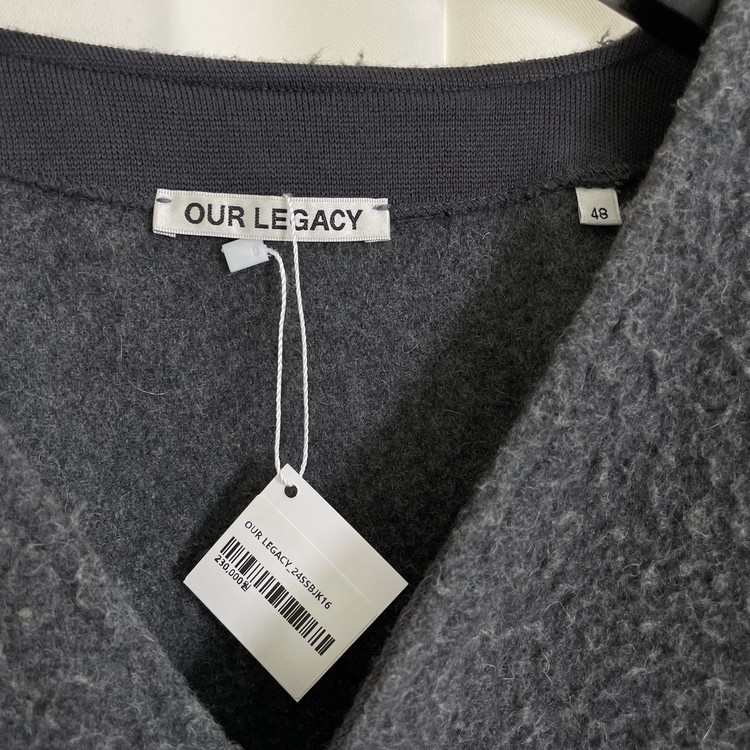 OUR LEGACY
48
OUR LEGACY_24SSBJK16
230,000원